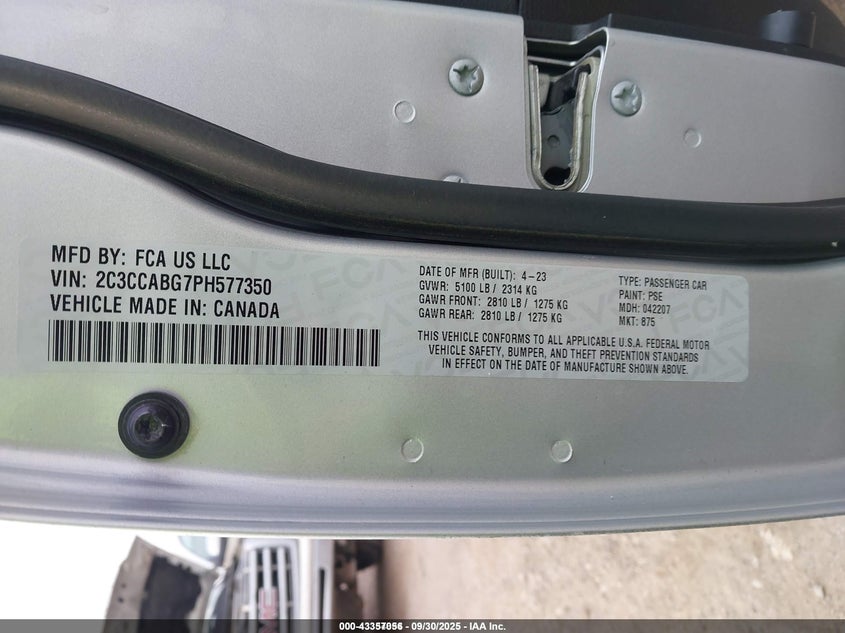 MFD BY: FCA US LLC
VIN: 2C3CCABG7PH577350
VEHICLE MADE IN: CANADA
DATE OF MFR (BUILT): 4-23
GVWR: 5100 LB / 2314 KG
GAWR FRONT: 2810 LB / 1275 KG
GAWR REAR: 2810 LB / 1275 KG
TYPE: PASSENGER CAR
PAINT: PSE
MDH: 042207
MKT: 875
THIS VEHICLE CONFORMS TO ALL APPLICABLE U.S.A. FEDERAL MOTOR
VEHICLE SAFETY, BUMPER, AND THEFT PREVENTION STANDARDS
IN EFFECT ON THE DATE OF MANUFACTURE SHOWN ABOVE.
GMC
09/30/2025 - IAA Inc.